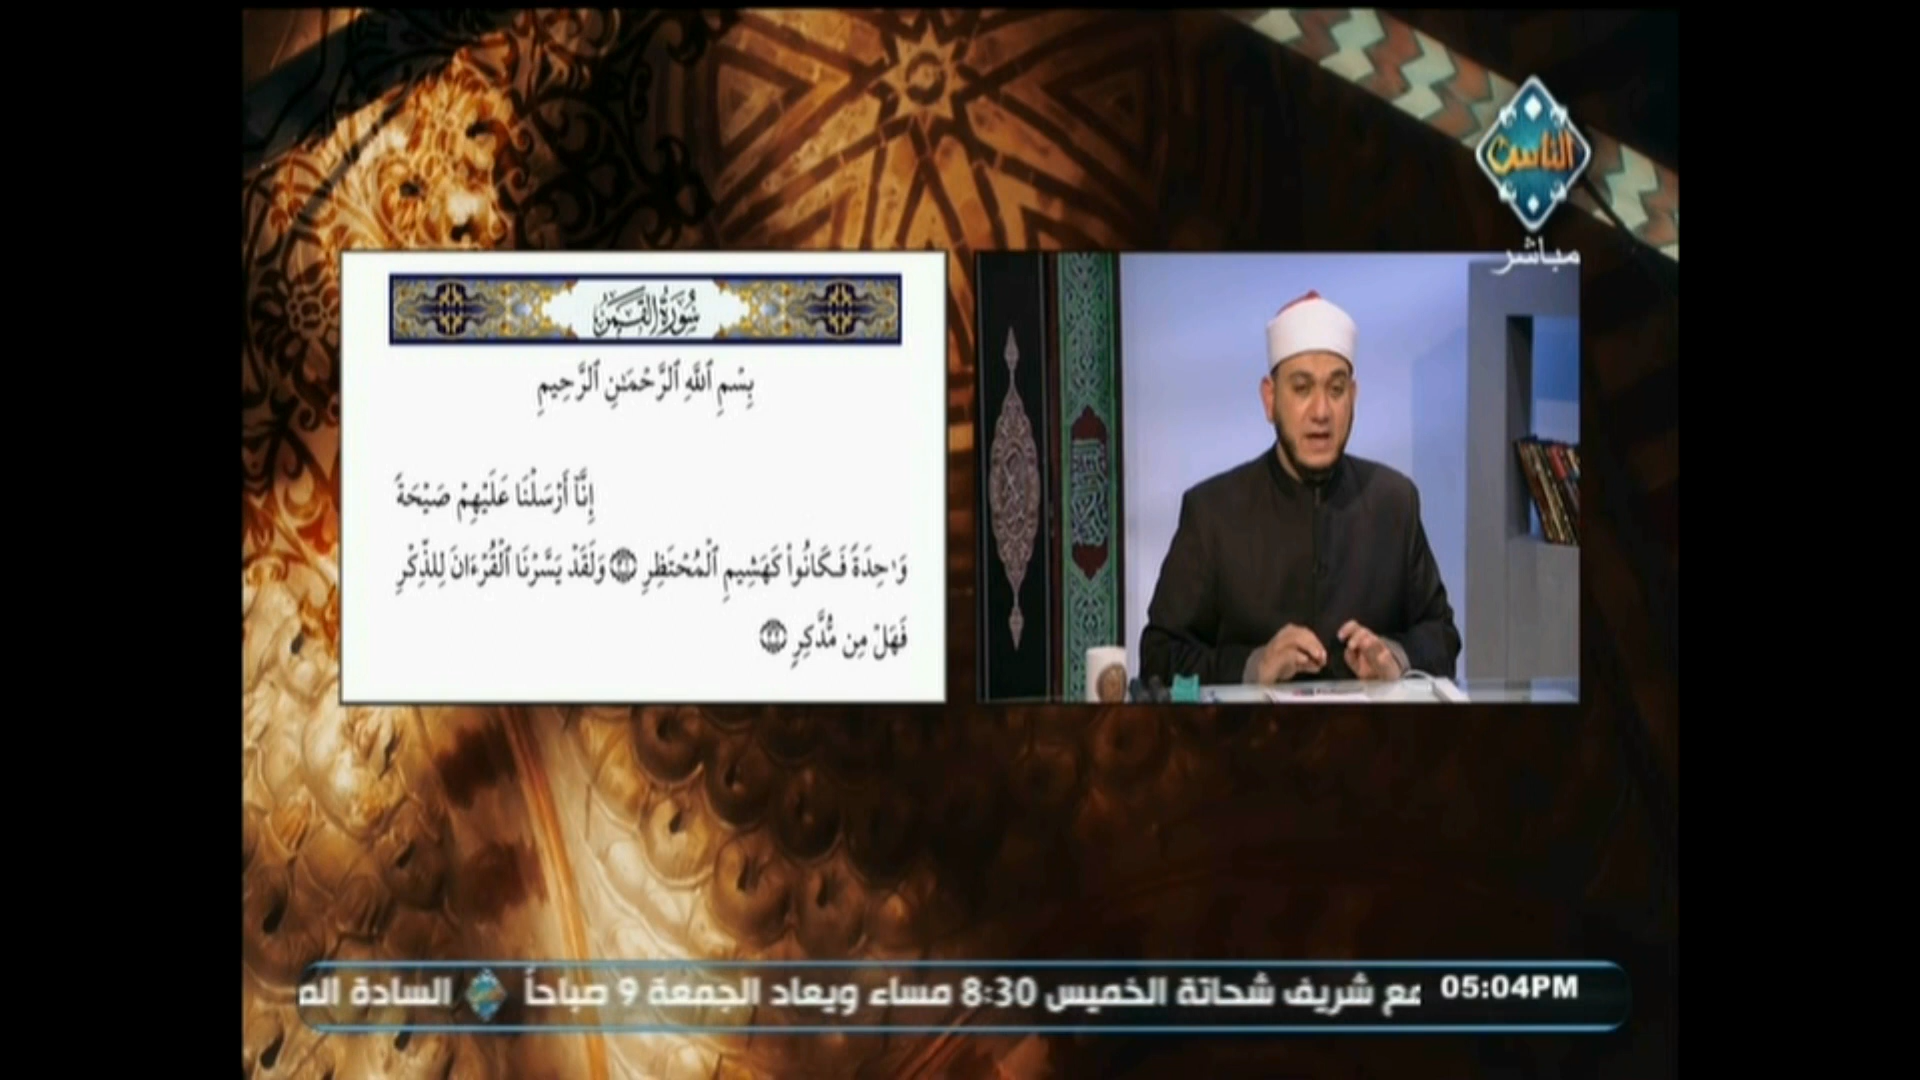 الناس
مباشر
سُورَةُ القَمَرِ
بِسْمِ ٱللَّهِ ٱلرَّحْمَٰنِ ٱلرَّحِيمِ
إِنَّآ أَرْسَلْنَا عَلَيْهِمْ صَيْحَةً
وَٰحِدَةً فَكَانُوا۟ كَهَشِيمِ ٱلْمُحْتَظِرِ ۝٣١ وَلَقَدْ يَسَّرْنَا ٱلْقُرْءَانَ لِلذِّكْرِ
فَهَلْ مِن مُّدَّكِرٍ ۝٣٢
مع شريف شحاتة الخميس 8:30 مساء ويعاد الجمعة 9 صباحاً السادة الم
05:04PM